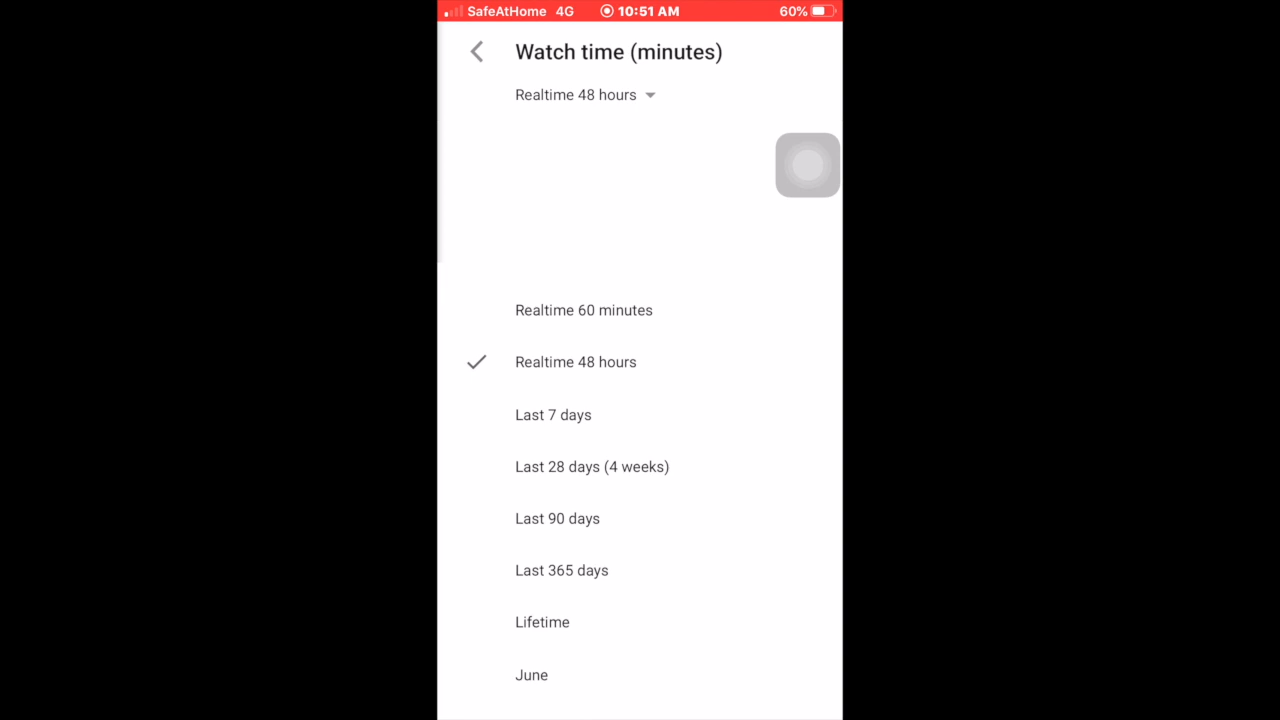 SafeAtHome 4G 10:51 AM 60%
Watch time (minutes)
Realtime 48 hours
Realtime 60 minutes
Realtime 48 hours
Last 7 days
Last 28 days (4 weeks)
Last 90 days
Last 365 days
Lifetime
June